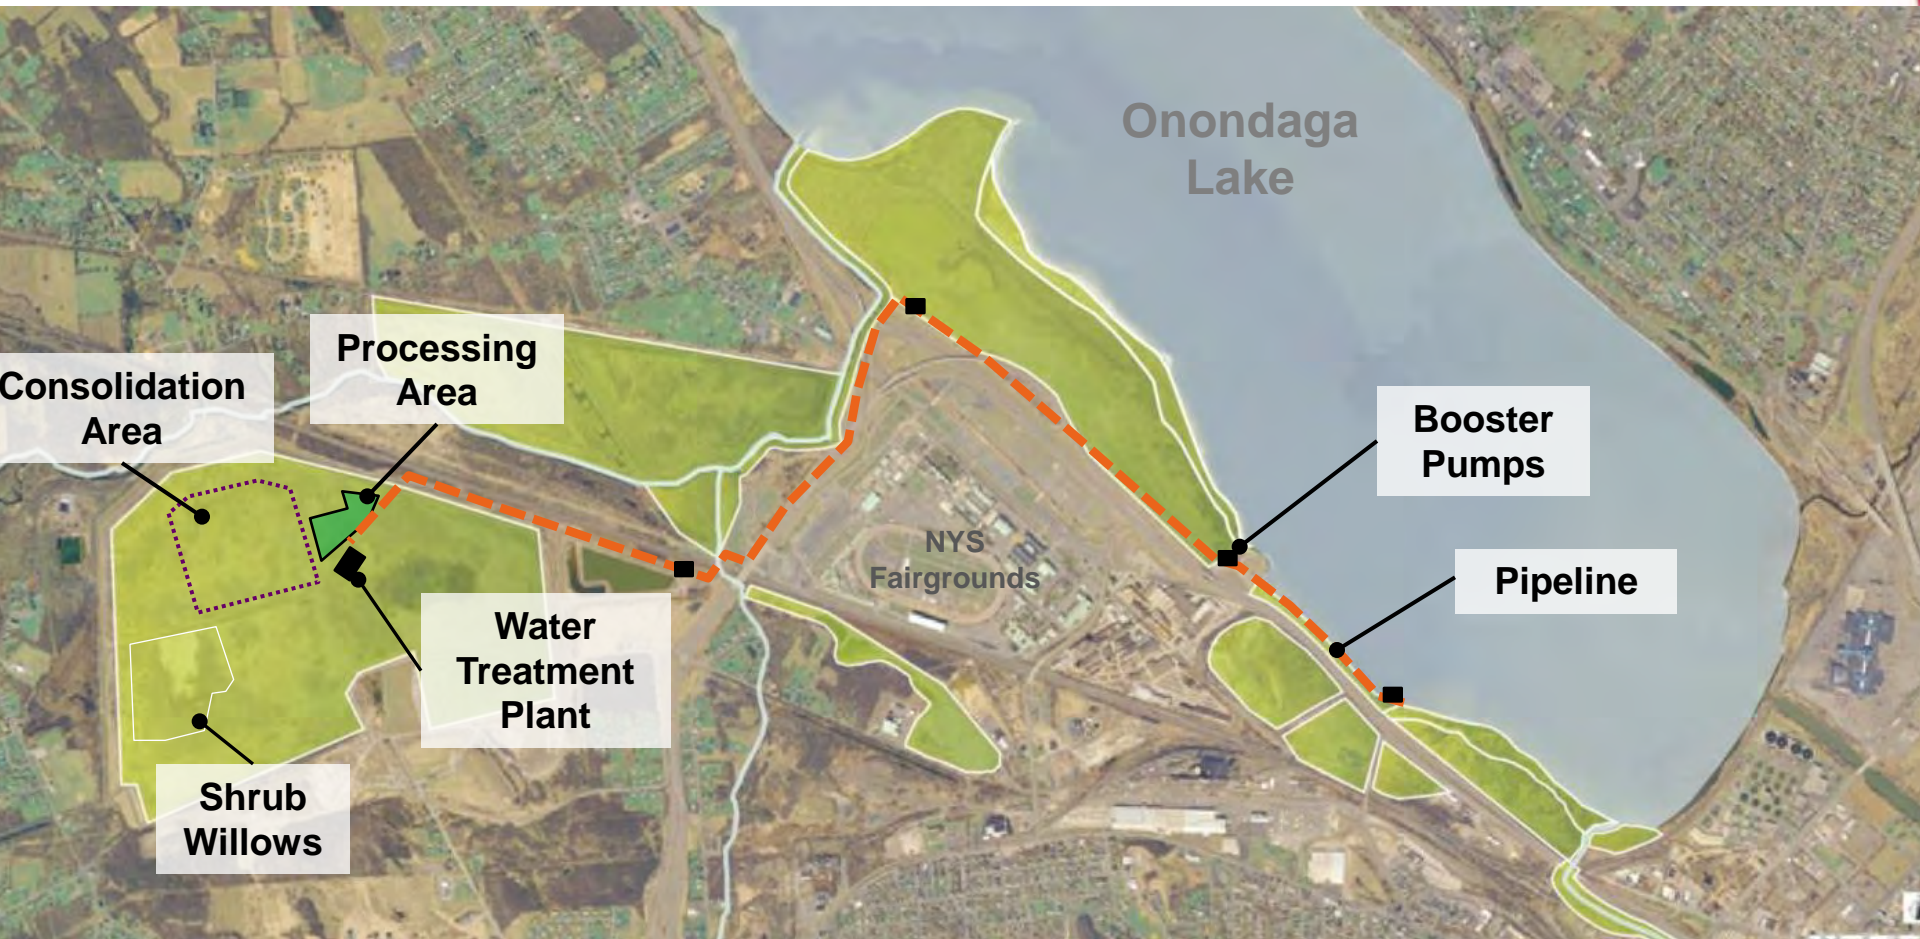 Onondaga
Lake
Processing
Area
Consolidation
Area
Booster
Pumps
NYS
Fairgrounds
Pipeline
Water
Treatment
Plant
Shrub
Willows